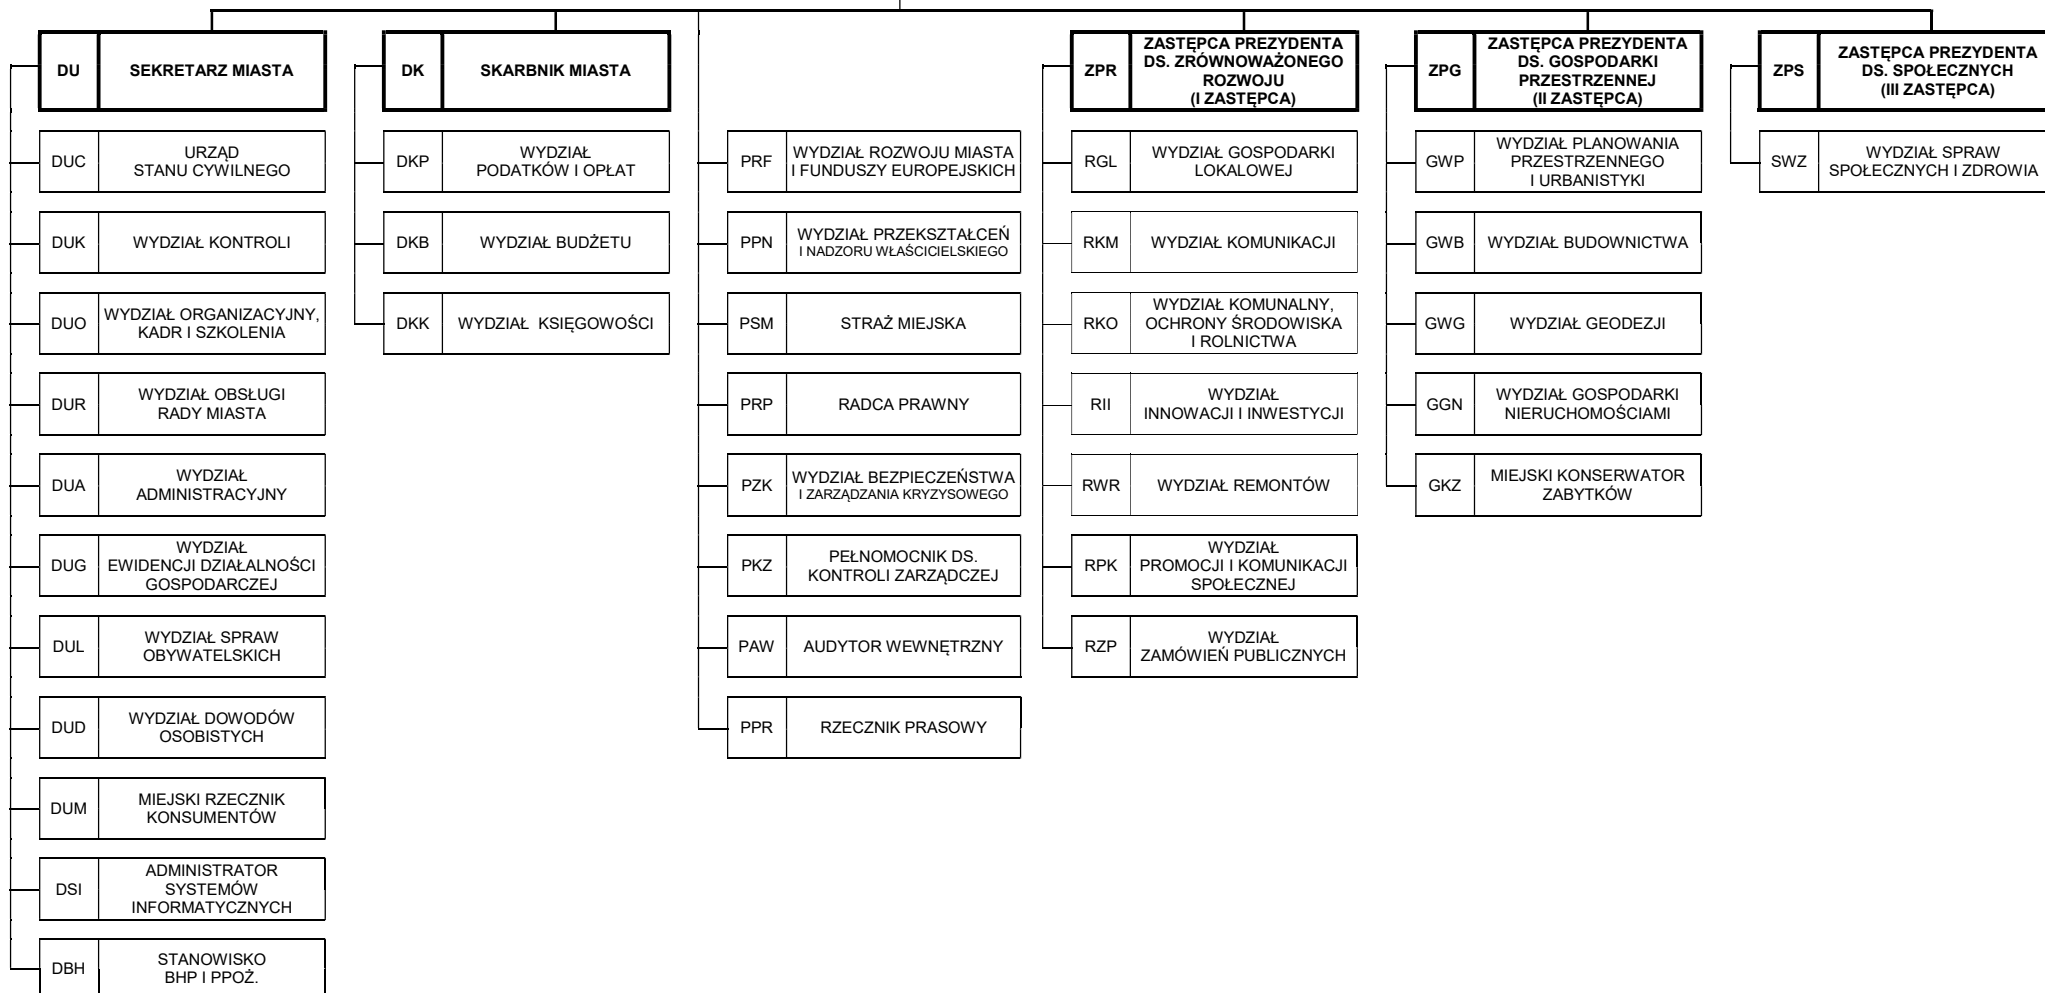 DU
SEKRETARZ MIASTA
DUC
URZĄD
STANU CYWILNEGO
DUK
WYDZIAŁ KONTROLI
DUO
WYDZIAŁ ORGANIZACYJNY,
KADR I SZKOLENIA
DUR
WYDZIAŁ OBSŁUGI
RADY MIASTA
DUA
WYDZIAŁ
ADMINISTRACYJNY
DUG
WYDZIAŁ
EWIDENCJI DZIAŁALNOŚCI
GOSPODARCZEJ
DUL
WYDZIAŁ SPRAW
OBYWATELSKICH
DUD
WYDZIAŁ DOWODÓW
OSOBISTYCH
DUM
MIEJSKI RZECZNIK
KONSUMENTÓW
DSI
ADMINISTRATOR
SYSTEMÓW
INFORMATYCZNYCH
DBH
STANOWISKO
BHP I PPOŻ.
DK
SKARBNIK MIASTA
DKP
WYDZIAŁ
PODATKÓW I OPŁAT
DKB
WYDZIAŁ BUDŻETU
DKK
WYDZIAŁ KSIĘGOWOŚCI
PRF
WYDZIAŁ ROZWOJU MIASTA
I FUNDUSZY EUROPEJSKICH
PPN
WYDZIAŁ PRZEKSZTAŁCEŃ
I NADZORU WŁAŚCICIELSKIEGO
PSM
STRAŻ MIEJSKA
PRP
RADCA PRAWNY
PZK
WYDZIAŁ BEZPIECZEŃSTWA
I ZARZĄDZANIA KRYZYSOWEGO
PKZ
PEŁNOMOCNIK DS.
KONTROLI ZARZĄDCZEJ
PAW
AUDYTOR WEWNĘTRZNY
PPR
RZECZNIK PRASOWY
ZPR
ZASTĘPCA PREZYDENTA
DS. ZRÓWNOWAŻONEGO
ROZWOJU
(I ZASTĘPCA)
RGL
WYDZIAŁ GOSPODARKI
LOKALOWEJ
RKM
WYDZIAŁ KOMUNIKACJI
RKO
WYDZIAŁ KOMUNALNY,
OCHRONY ŚRODOWISKA
I ROLNICTWA
RII
WYDZIAŁ
INNOWACJI I INWESTYCJI
RWR
WYDZIAŁ REMONTÓW
RPK
WYDZIAŁ
PROMOCJI I KOMUNIKACJI
SPOŁECZNEJ
RZP
WYDZIAŁ
ZAMÓWIEŃ PUBLICZNYCH
ZPG
ZASTĘPCA PREZYDENTA
DS. GOSPODARKI
PRZESTRZENNEJ
(II ZASTĘPCA)
GWP
WYDZIAŁ PLANOWANIA
PRZESTRZENNEGO
I URBANISTYKI
GWB
WYDZIAŁ BUDOWNICTWA
GWG
WYDZIAŁ GEODEZJI
GGN
WYDZIAŁ GOSPODARKI
NIERUCHOMOŚCIAMI
GKZ
MIEJSKI KONSERWATOR
ZABYTKÓW
ZPS
ZASTĘPCA PREZYDENTA
DS. SPOŁECZNYCH
(III ZASTĘPCA)
SWZ
WYDZIAŁ SPRAW
SPOŁECZNYCH I ZDROWIA